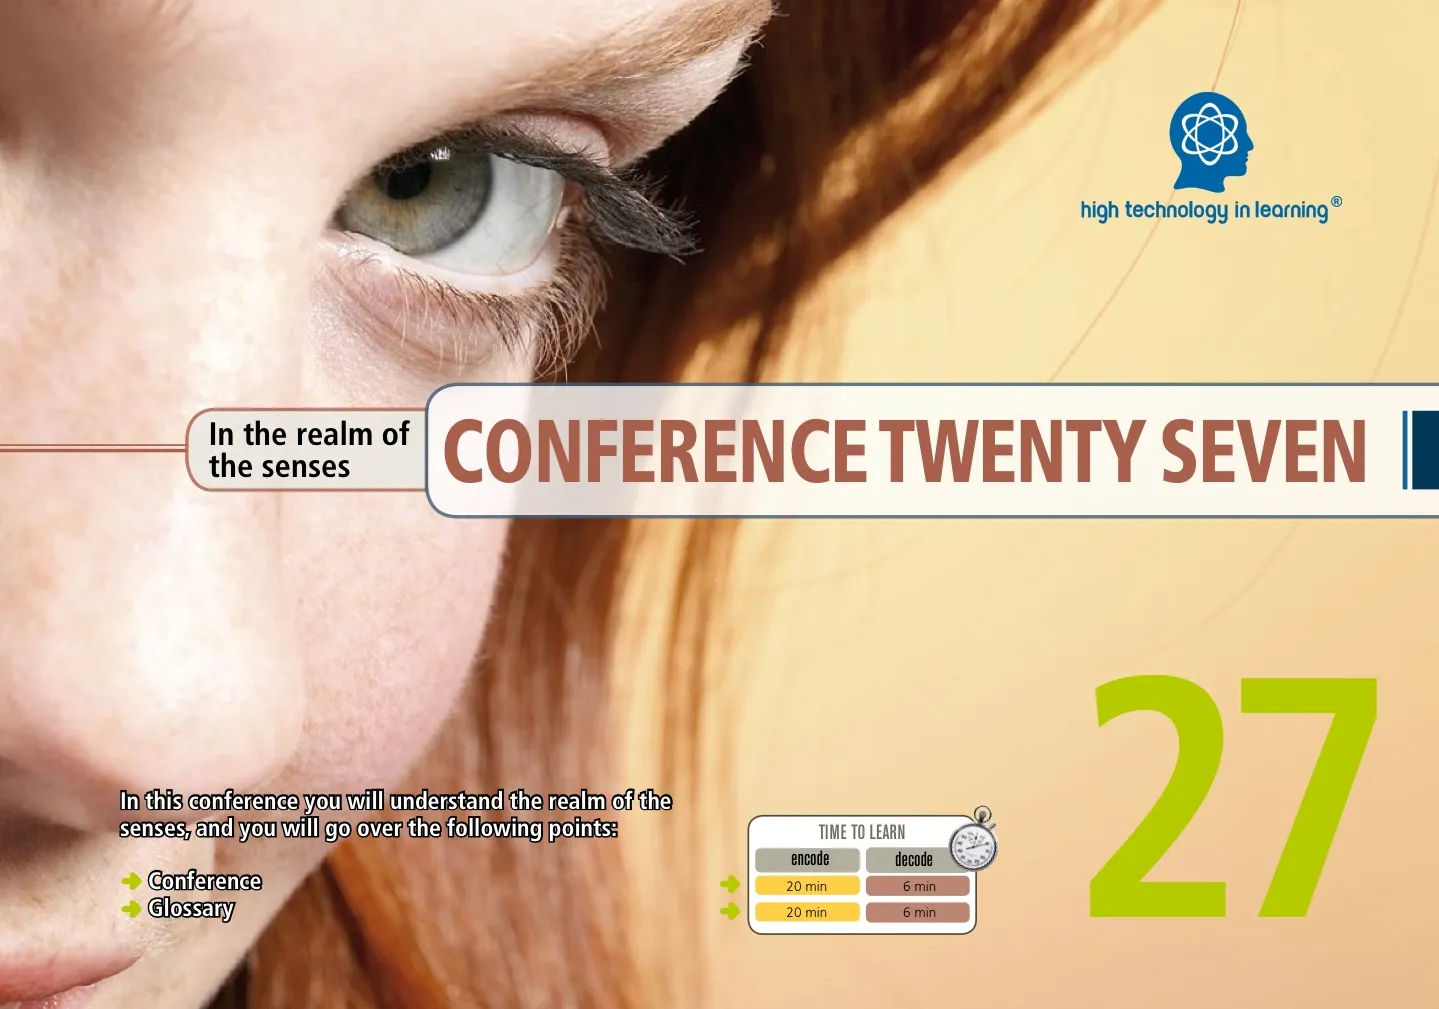 high technology in learning®
In the realm of
the senses
CONFERENCE TWENTY SEVEN
27
In this conference you will understand the realm of the
senses, and you will go over the following points:
Conference
Glossary
TIME TO LEARN
encode decode
20 min 6 min
20 min 6 min